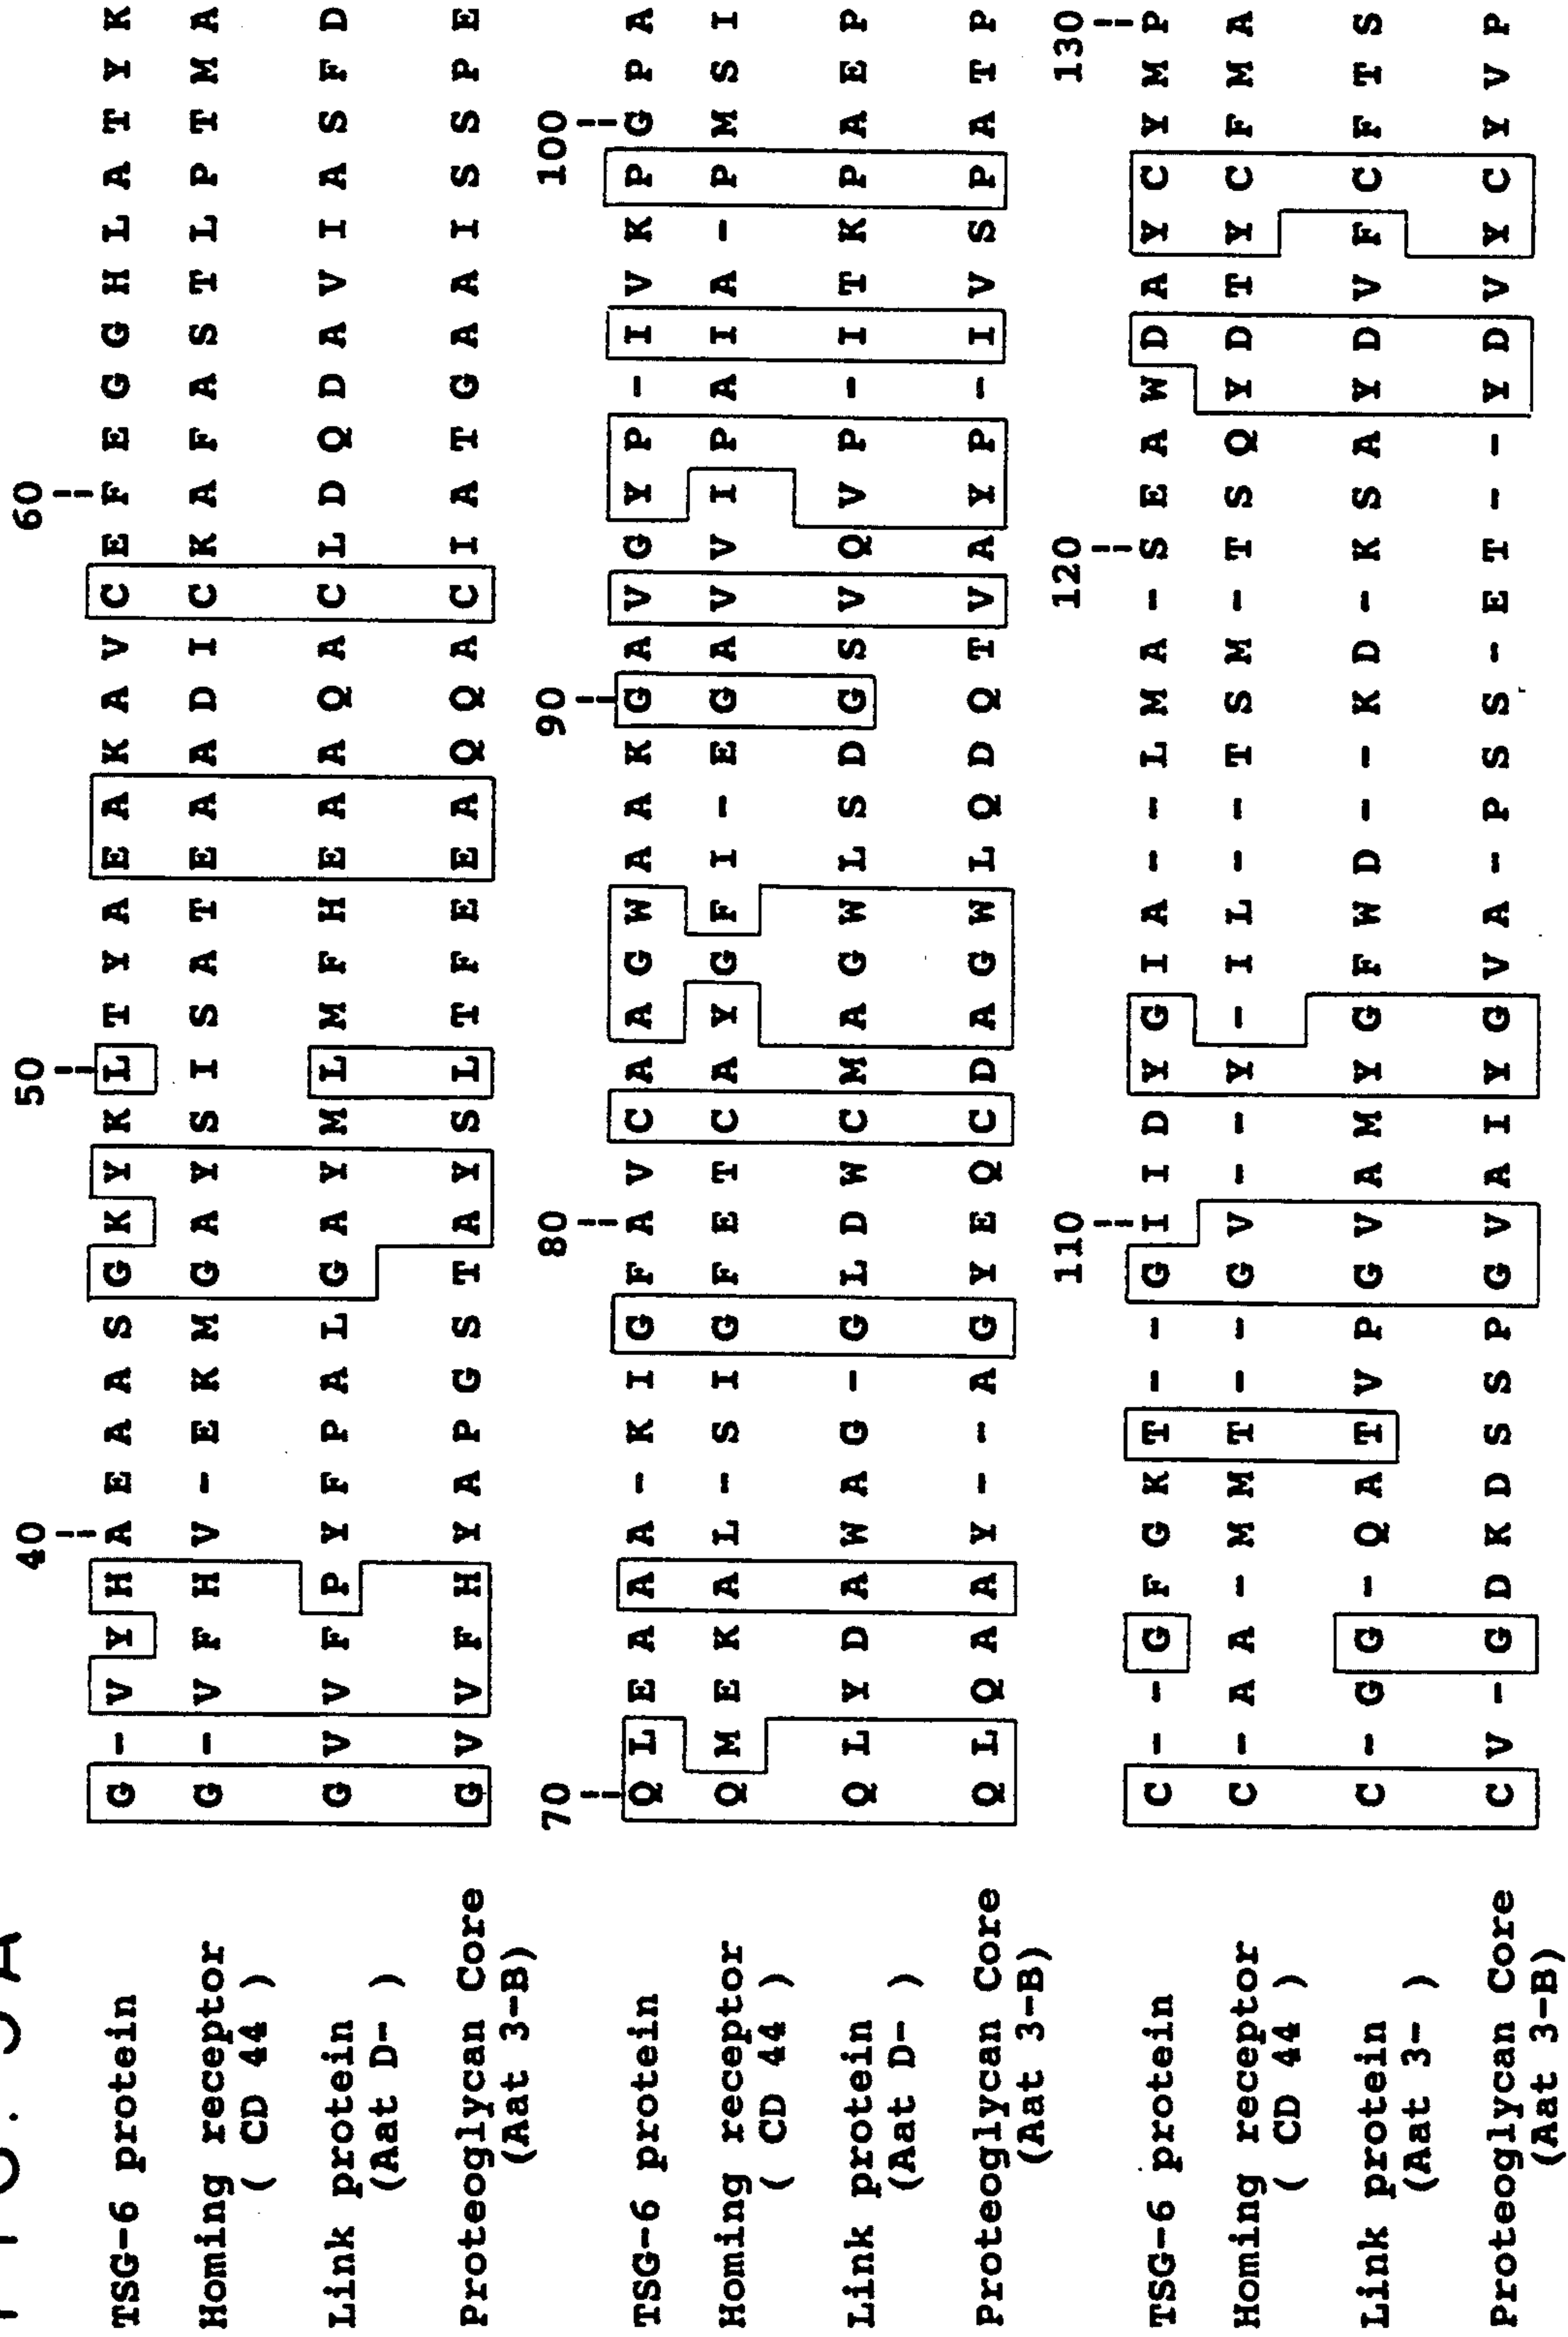 40 50 60
TSG-6 protein G - V Y H A E A A S G K Y K L T Y A E A K A V C E F E G G H L A T Y K
Homing receptor G - V F H V - E K M G A Y S I S A T E A A D I C K A F A S T L P T M A
( CD 44 )
Link protein G V V F P Y F P A L G A Y M L M F H E A A Q A C L D Q D A V I A S F D
(Aat D- )
Proteoglycan Core G V V F H Y A P G S T A Y S L T F E E A Q Q A C I A T G A A I S S P E
(Aat 3-B)
70 80 90 100
TSG-6 protein Q L E A A A - K I G F A V C A A G W A A K G A V G Y P - I V K P G P A
Homing receptor Q M E K A L - S I G F E T C A Y G F I - E G A V V I P A I A - P M S I
( CD 44 )
Link protein Q L Y D A W A G - G L D W C M A G W L S D G S V Q V P - I T K P A E P
(Aat D- )
Proteoglycan Core Q L Q A A Y - - A G Y E Q C D A G W L Q D Q T V A Y P - I V S P A T P
(Aat 3-B)
110 120 130
TSG-6 protein C - - G F G K T - - G I I D Y G I A - - L M A - S E A W D A Y C Y M P
Homing receptor C - A A - M M T - - G V - - Y - I L - - T S M - T S Q Y D T Y C F M A
( CD 44 )
Link protein C - G G - Q A T V P G V A M Y G F W D - - K D - K S A Y D V F C F T S
(Aat 3- )
Proteoglycan Core C V - G D K D S S P G V A I Y G V A - P S S - E T - - Y D V Y C Y V P
(Aat 3-B)